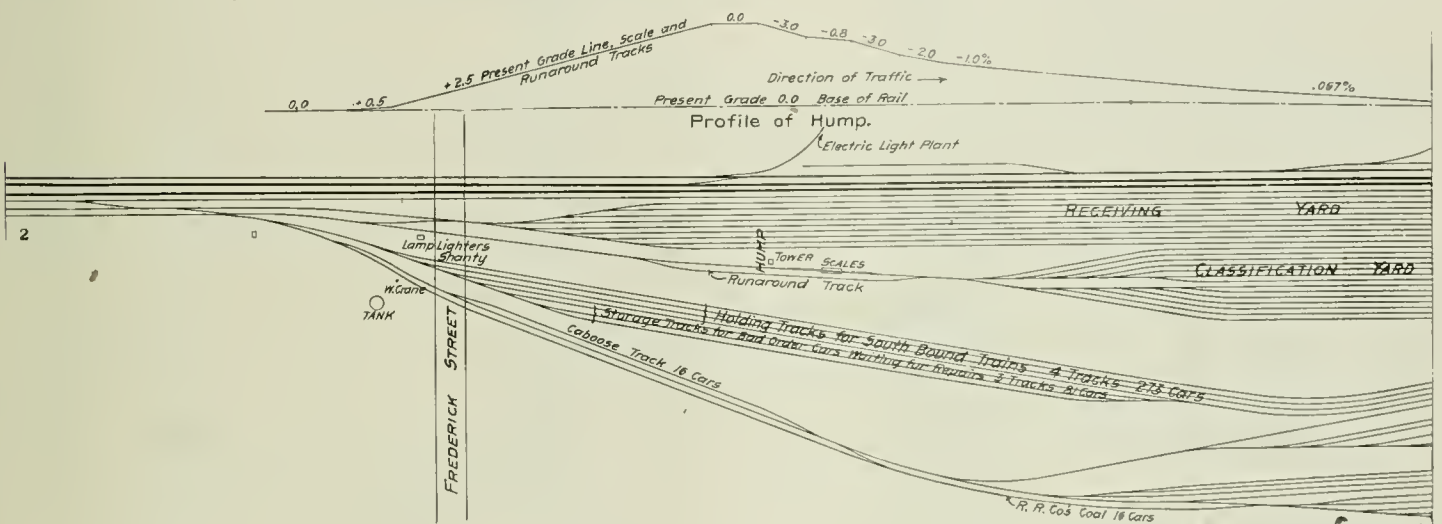 0.0
-3.0
-0.8
-3.0
-2.0
-1.0%
+2.5 Present Grade Line, Scale and
Runaround Tracks
Direction of Traffic
.067%
0.0
+0.5
Present Grade 0.0 Base of Rail
Profile of Hump.
Electric Light Plant
RECEIVING YARD
2
Lamp Lighters
Shanty
HUMP
TOWER SCALES
Runaround Track
CLASSIFICATION YARD
W. Crane
TANK
FREDERICK STREET
Holding Tracks for South Bound Trains 4 Tracks 275 Cars
Storage Tracks for Bad Order Cars Waiting for Repairs 3 Tracks Cars
Caboose Track 16 Cars
R. R. Co's Coal 16 Cars